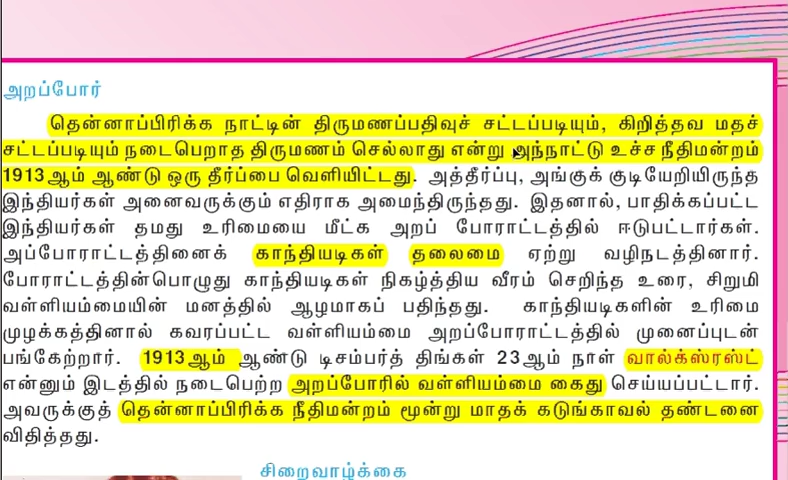 அறப்போர்
தென்னாப்பிரிக்க நாட்டின் திருமணப்பதிவுச் சட்டப்படியும், கிறித்தவ மதச்
சட்டப்படியும் நடைபெறாத திருமணம் செல்லாது என்று அந்நாட்டு உச்ச நீதிமன்றம்
1913ஆம் ஆண்டு ஒரு தீர்ப்பை வெளியிட்டது. அத்தீர்ப்பு, அங்குக் குடியேறியிருந்த
இந்தியர்கள் அனைவருக்கும் எதிராக அமைந்திருந்தது. இதனால், பாதிக்கப்பட்ட
இந்தியர்கள் தமது உரிமையை மீட்க அறப் போராட்டத்தில் ஈடுபட்டார்கள்.
அப்போராட்டத்தினைக் காந்தியடிகள் தலைமை ஏற்று வழிநடத்தினார்.
போராட்டத்தின்பொழுது காந்தியடிகள் நிகழ்த்திய வீரம் செறிந்த உரை, சிறுமி
வள்ளியம்மையின் மனத்தில் ஆழமாகப் பதிந்தது. காந்தியடிகளின் உரிமை
முழக்கத்தினால் கவரப்பட்ட வள்ளியம்மை அறப்போராட்டத்தில் முனைப்புடன்
பங்கேற்றார். 1913ஆம் ஆண்டு டிசம்பர்த் திங்கள் 23ஆம் நாள் வால்க்ஸ்ரஸ்ட்
என்னும் இடத்தில் நடைபெற்ற அறப்போரில் வள்ளியம்மை கைது செய்யப்பட்டார்.
அவருக்குத் தென்னாப்பிரிக்க நீதிமன்றம் மூன்று மாதக் கடுங்காவல் தண்டனை
விதித்தது.
சிறைவாழ்க்கை